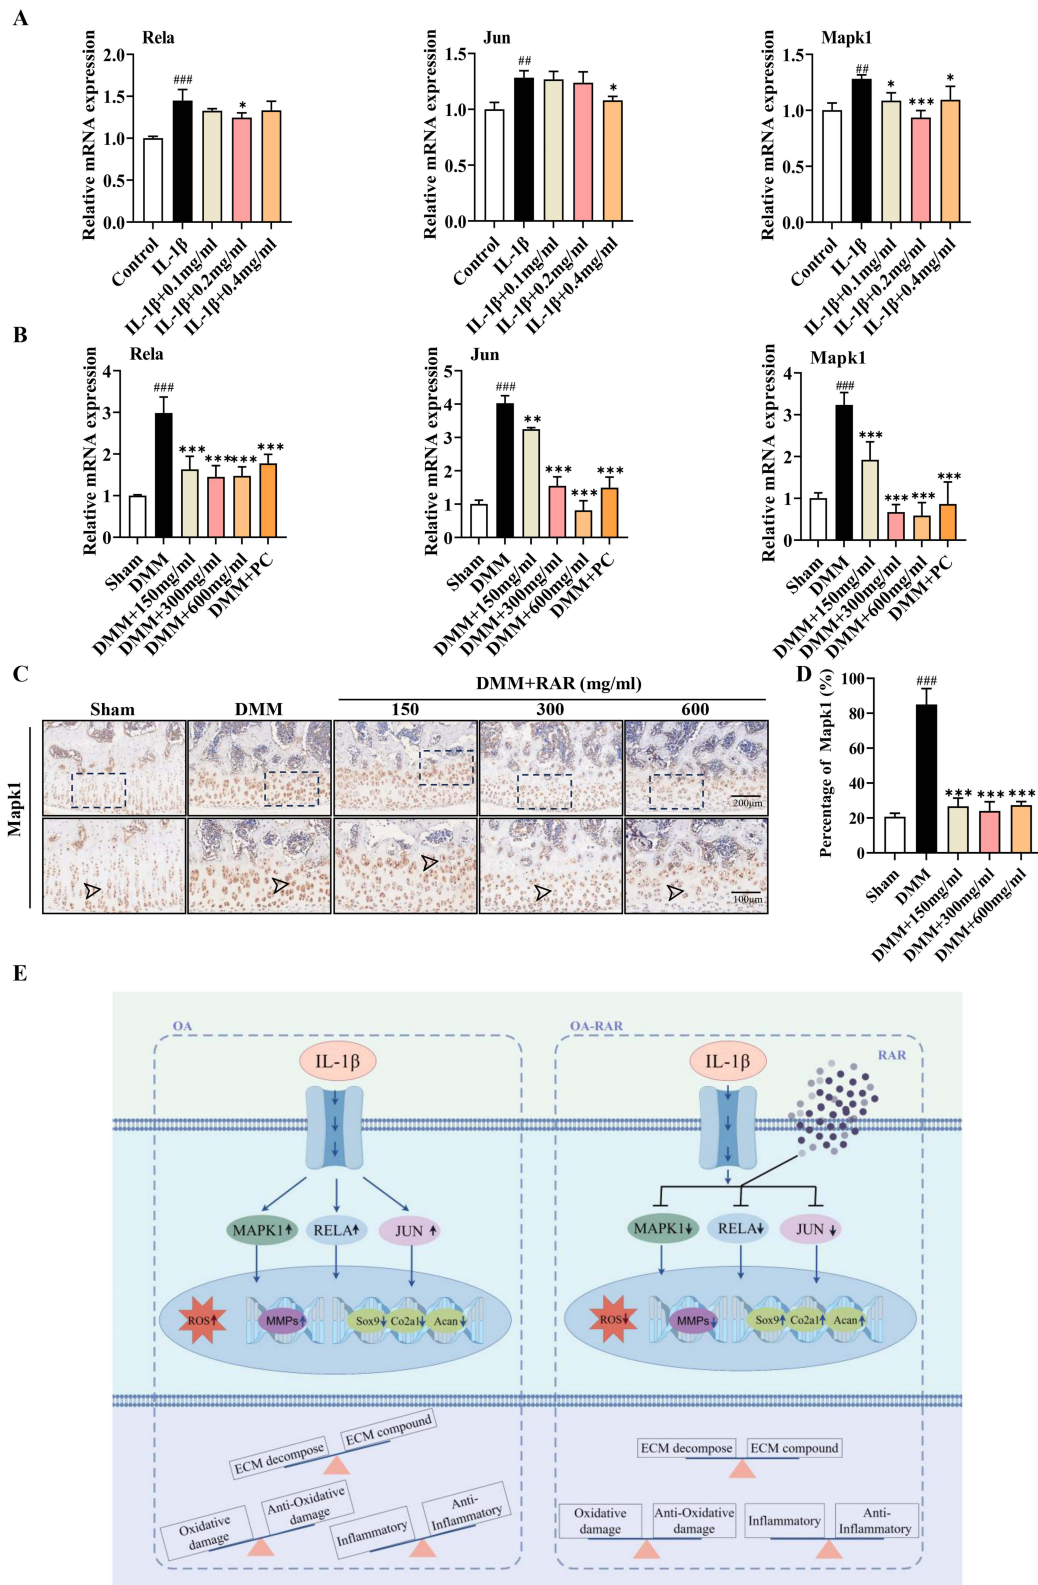 A
Rela
Relative mRNA expression
2.0
1.5
1.0
0.5
0.0
###
*
Control
IL-1β
IL-1β+0.1mg/ml
IL-1β+0.2mg/ml
IL-1β+0.4mg/ml
Jun
Relative mRNA expression
1.5
1.0
0.5
0.0
##
*
Control
IL-1β
IL-1β+0.1mg/ml
IL-1β+0.2mg/ml
IL-1β+0.4mg/ml
Mapk1
Relative mRNA expression
1.5
1.0
0.5
0.0
##
*
***
*
Control
IL-1β
IL-1β+0.1mg/ml
IL-1β+0.2mg/ml
IL-1β+0.4mg/ml
B
Rela
Relative mRNA expression
4
3
2
1
0
###
***
***
***
***
Sham
DMM
DMM+150mg/ml
DMM+300mg/ml
DMM+600mg/ml
DMM+PC
Jun
Relative mRNA expression
5
4
3
2
1
0
###
**
***
***
***
Sham
DMM
DMM+150mg/ml
DMM+300mg/ml
DMM+600mg/ml
DMM+PC
Mapk1
Relative mRNA expression
4
3
2
1
0
###
***
***
***
***
Sham
DMM
DMM+150mg/ml
DMM+300mg/ml
DMM+600mg/ml
DMM+PC
C
DMM+RAR (mg/ml)
Sham
DMM
150
300
600
Mapk1
200μm
100μm
D
Percentage of Mapk1 (%)
100
80
60
40
20
0
###
***
***
***
Sham
DMM
DMM+150mg/ml
DMM+300mg/ml
DMM+600mg/ml
E
OA
IL-1β
MAPK1
RELA
JUN
ROS
MMPs
Sox9
Co2a1
Acan
ECM decompose
ECM compound
Oxidative
damage
Anti-Oxidative
damage
Inflammatory
Anti-
Inflammatory
OA-RAR
IL-1β
RAR
MAPK1
RELA
JUN
ROS
MMPs
Sox9
Co2a1
Acan
ECM decompose
ECM compound
Oxidative
damage
Anti-Oxidative
damage
Inflammatory
Anti-
Inflammatory